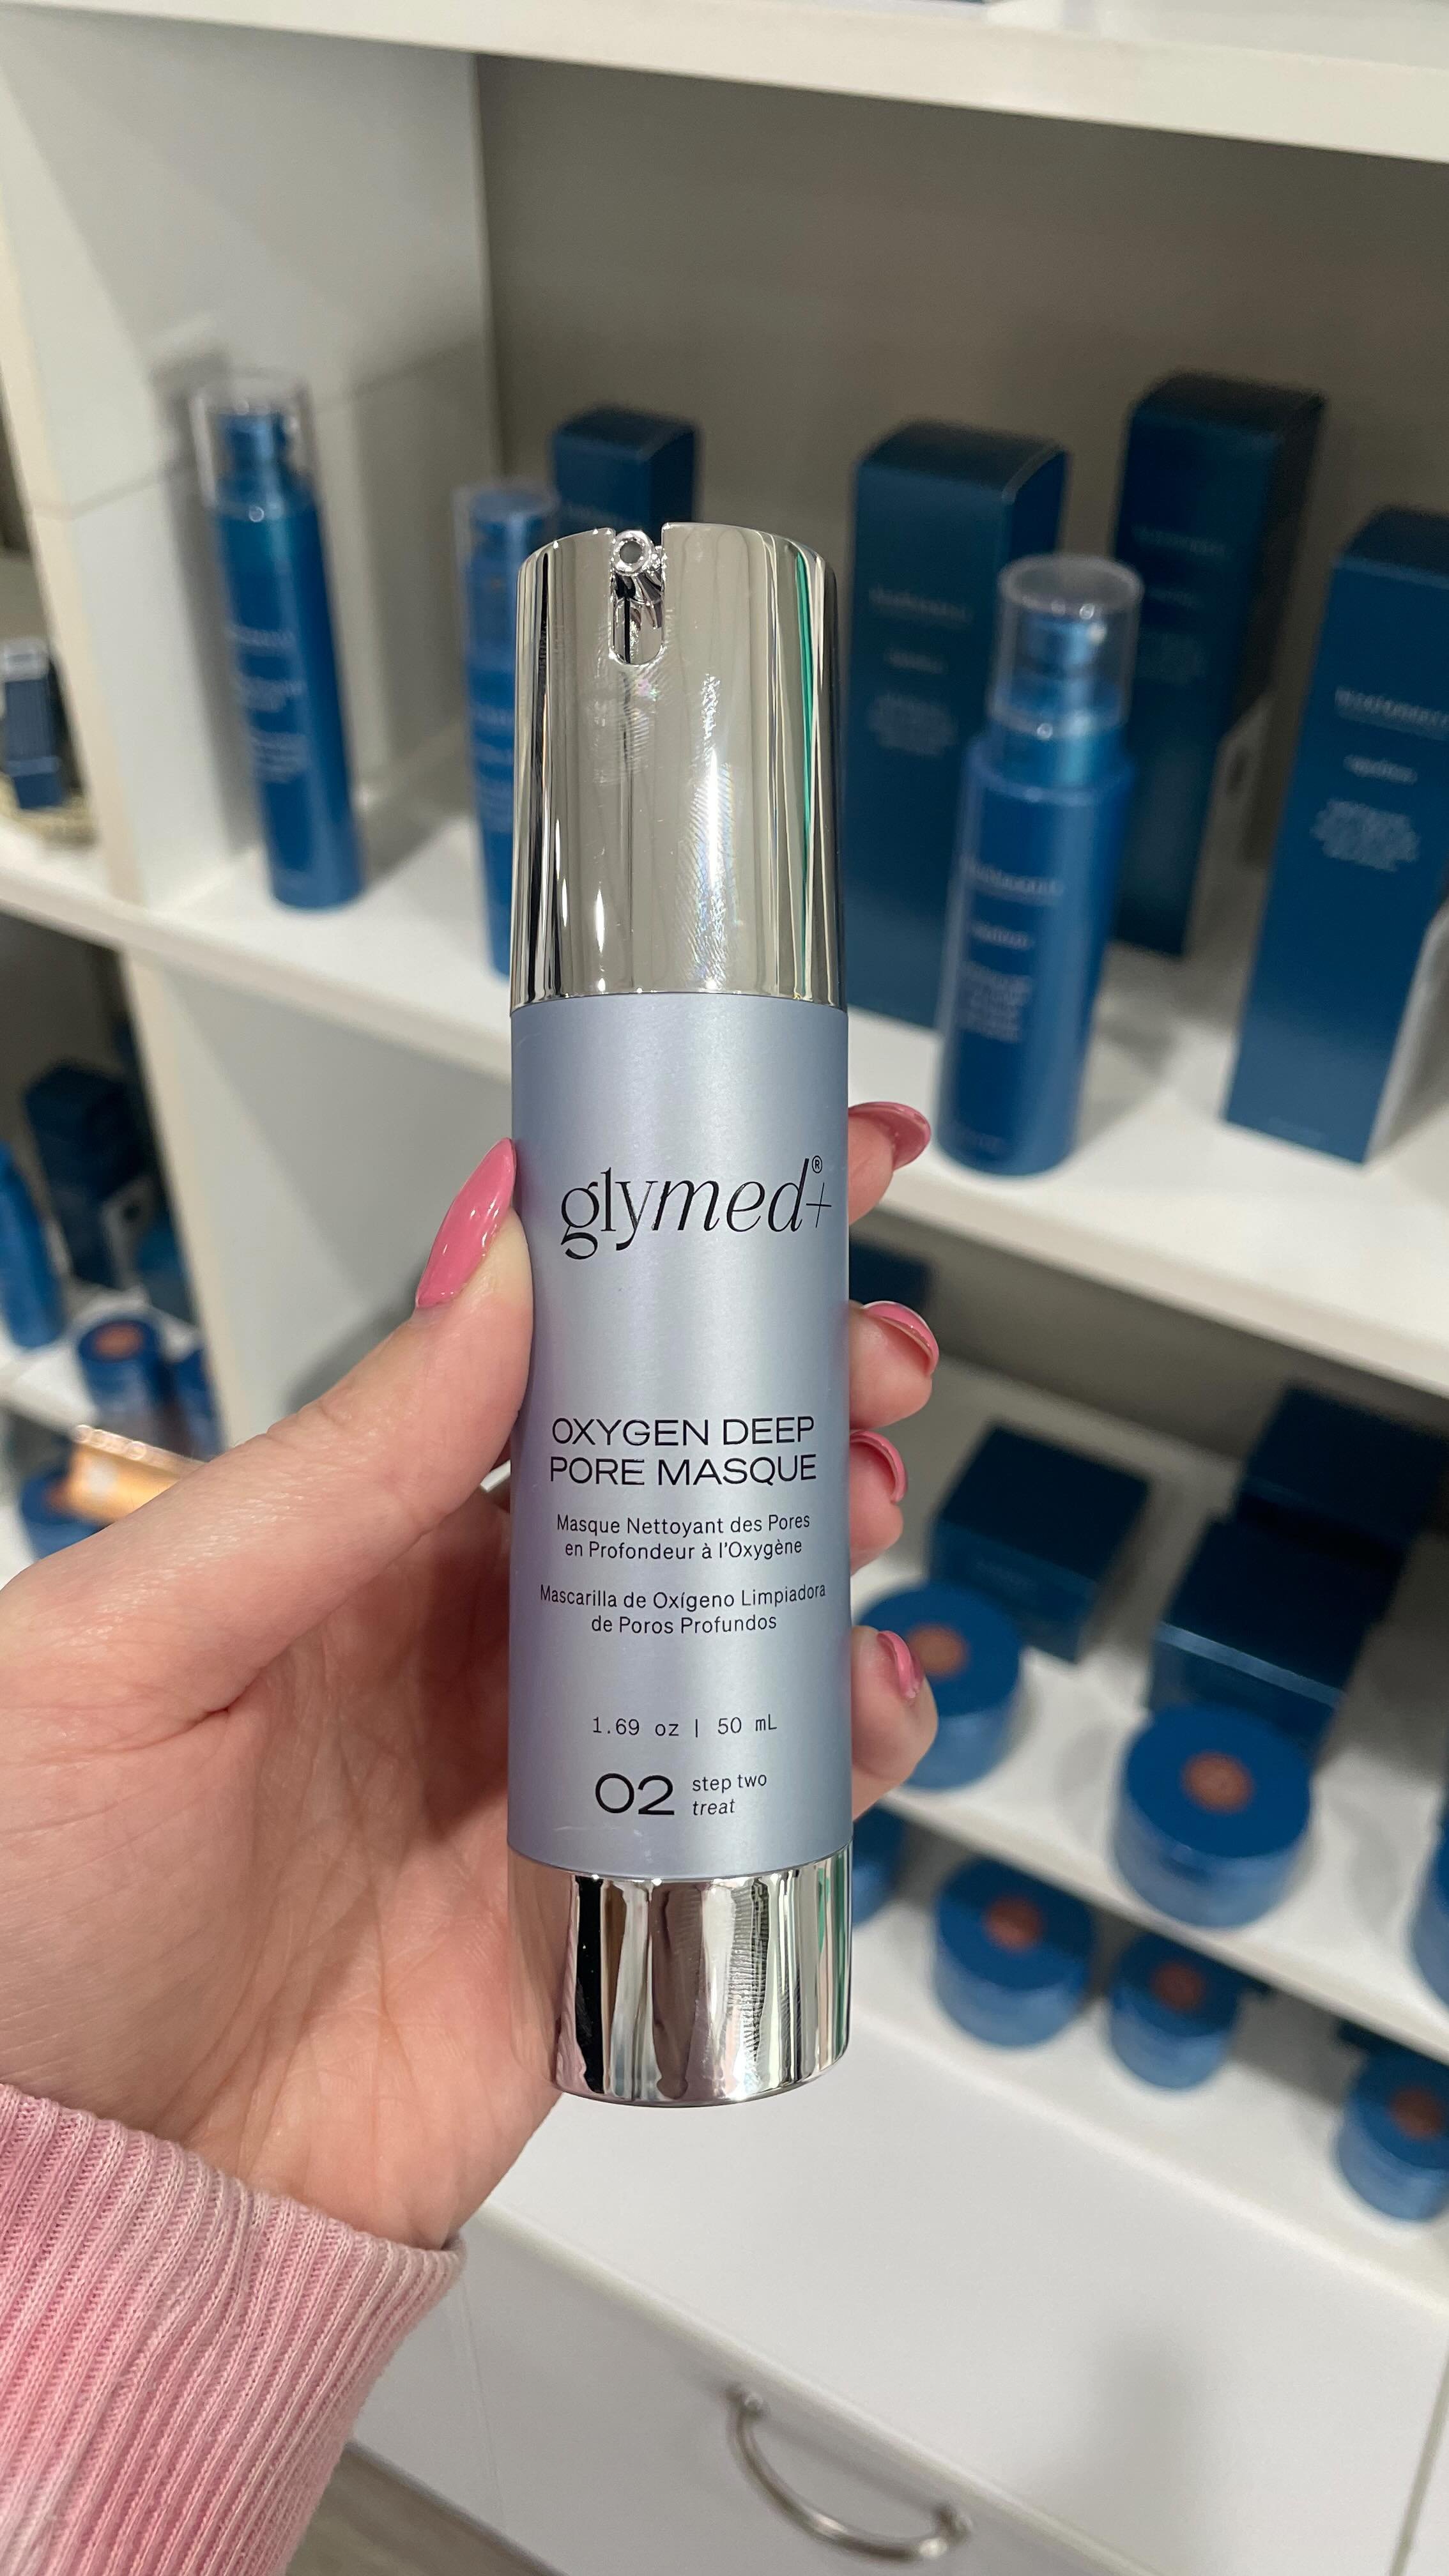 glymed+®
OXYGEN DEEP
PORE MASQUE
Masque Nettoyant des Pores
en Profondeur à l'Oxygène
Mascarilla de Oxígeno Limpiadora
de Poros Profundos
1.69 oz | 50 mL
02 step two
treat